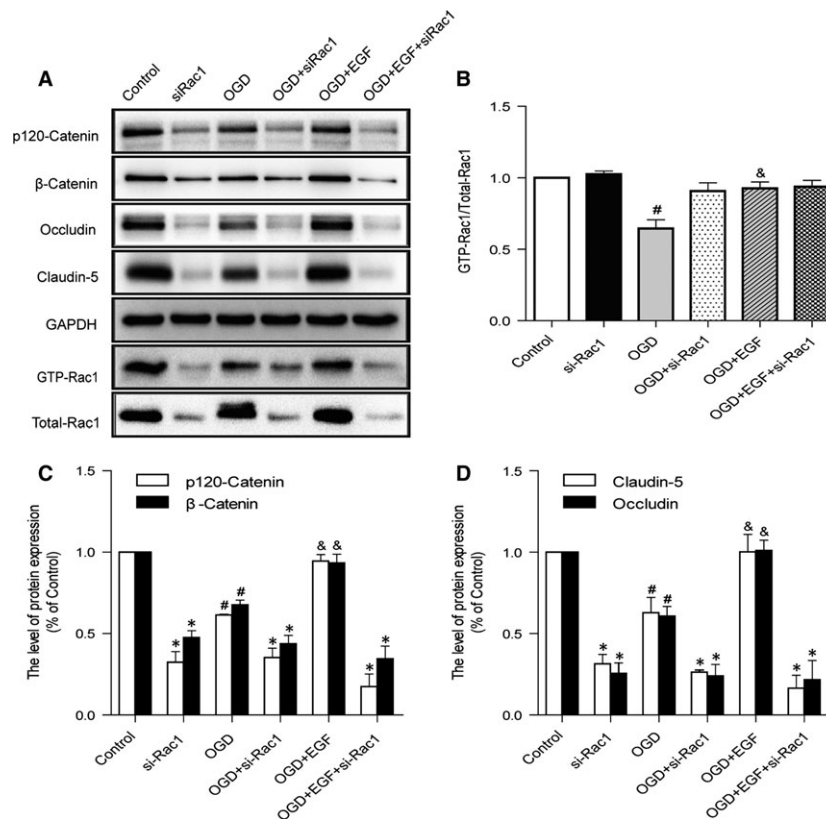 A
Control
siRac1
OGD
OGD+siRac1
OGD+EGF
OGD+EGF+siRac1
p120-Catenin
β-Catenin
Occludin
Claudin-5
GAPDH
GTP-Rac1
Total-Rac1
B
GTP-Rac1/Total-Rac1
1.5
1.0
0.5
0.0
#
&
Control
si-Rac1
OGD
OGD+si-Rac1
OGD+EGF
OGD+EGF+si-Rac1
C
The level of protein expression
(% of Control)
1.5
1.0
0.5
0.0
p120-Catenin
β-Catenin
* *
# #
* *
& &
* *
Control
si-Rac1
OGD
OGD+si-Rac1
OGD+EGF
OGD+EGF+si-Rac1
D
The level of protein expression
(% of Control)
1.5
1.0
0.5
0.0
Claudin-5
Occludin
* *
# #
* *
& &
* *
Control
si-Rac1
OGD
OGD+si-Rac1
OGD+EGF
OGD+EGF+si-Rac1